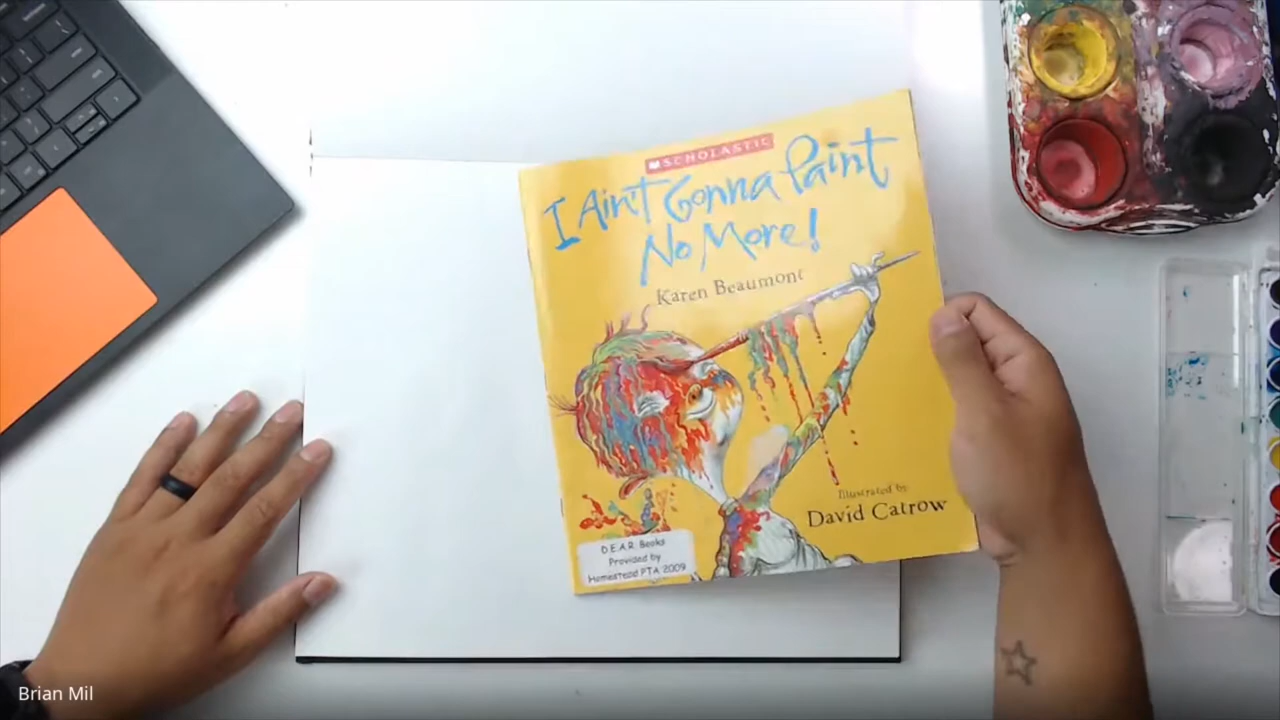 SCHOLASTIC
I Ain't Gonna Paint
No More!
Karen Beaumont
Illustrated by
David Catrow
D.E.A.R. Books
Provided by
Homestead PTA 2009
Brian Mil